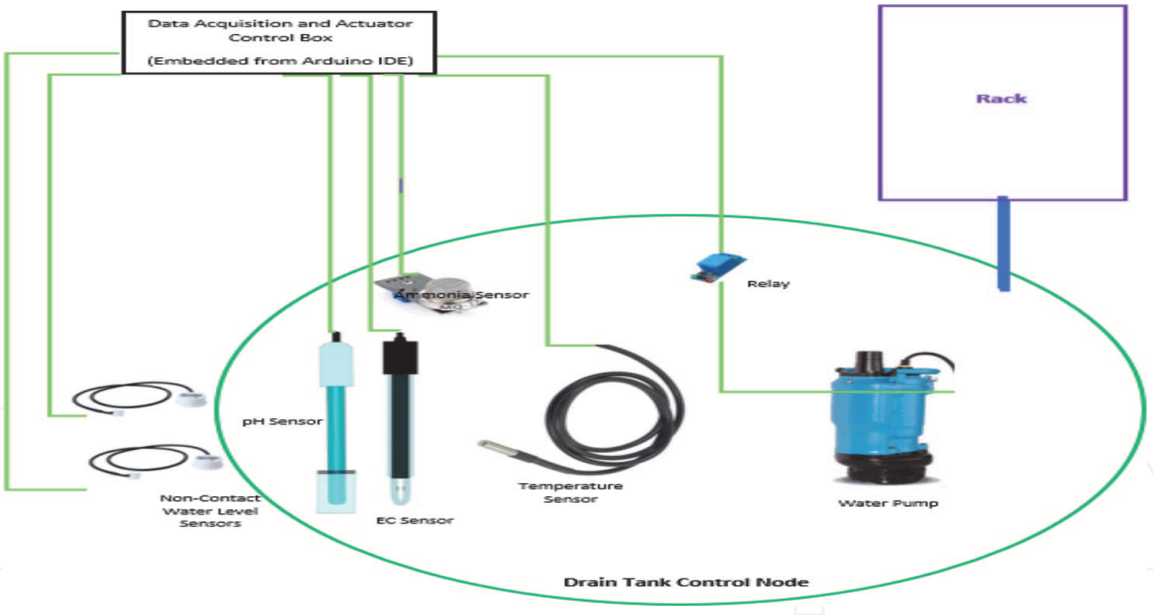 Data Acquisition and Actuator
Control Box
(Embedded from Arduino IDE)
Rack
Ammonia Sensor
Relay
pH Sensor
Temperature
Sensor
Non-Contact
Water Level
Sensors
EC Sensor
Water Pump
Drain Tank Control Node